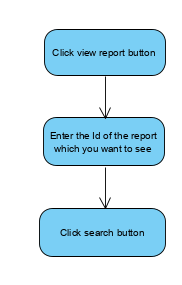 Click view report button
Enter the Id of the report
which you want to see
Click search button